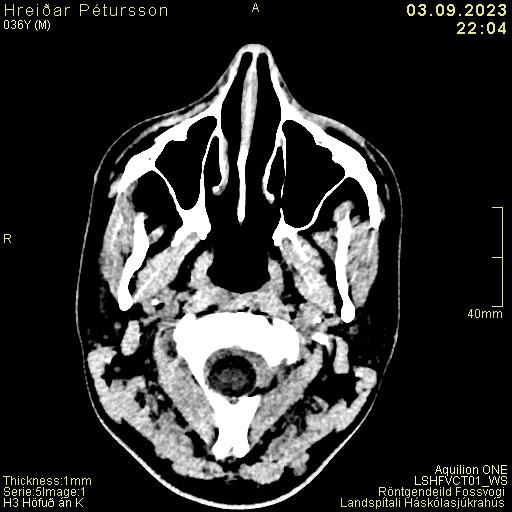 Hreiðar Pétursson
036Y (M)
A
03.09.2023
22:04
R
40mm
Thickness:1mm
Serie:5Image:1
H3 Höfuð án K
Aquilion ONE
LSHFVCT01_WS
Röntgendeild Fossvogi
Landspítali Háskólasjúkrahús